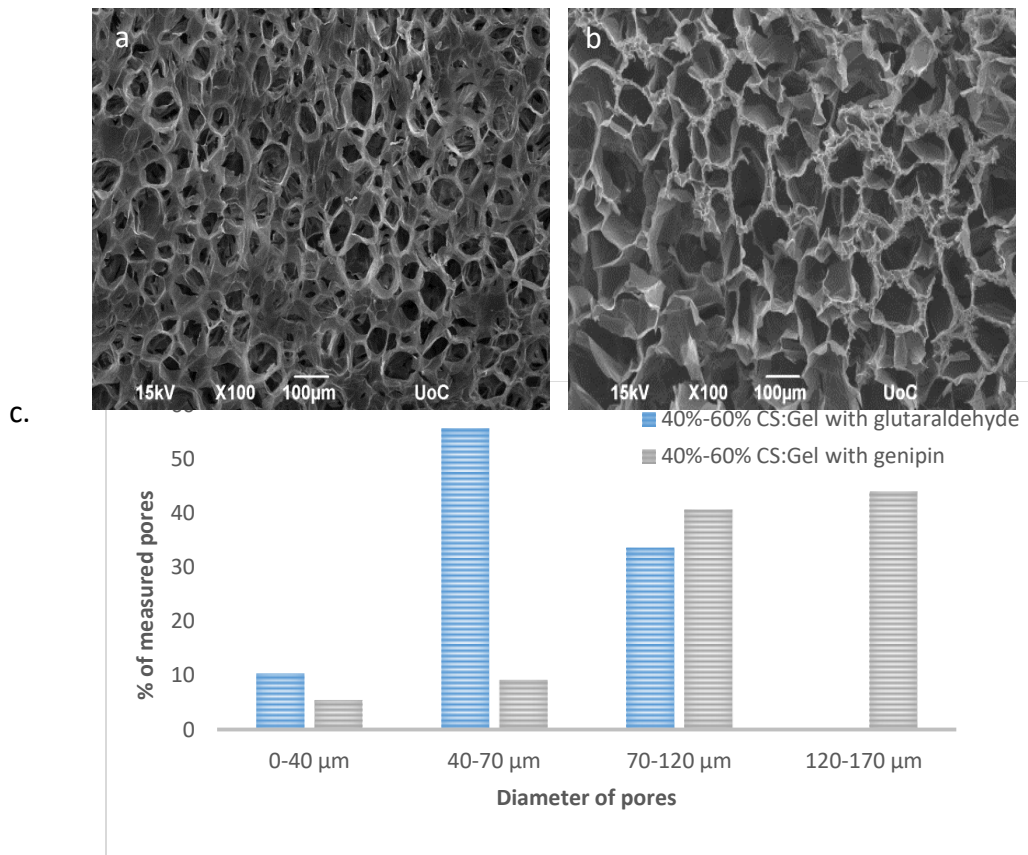 a
b
15kV X100 100µm UoC
15kV X100 100µm UoC
c.
40%-60% CS:Gel with glutaraldehyde
40%-60% CS:Gel with genipin
% of measured pores
50
40
30
20
10
0
0-40 µm
40-70 µm
70-120 µm
120-170 µm
Diameter of pores